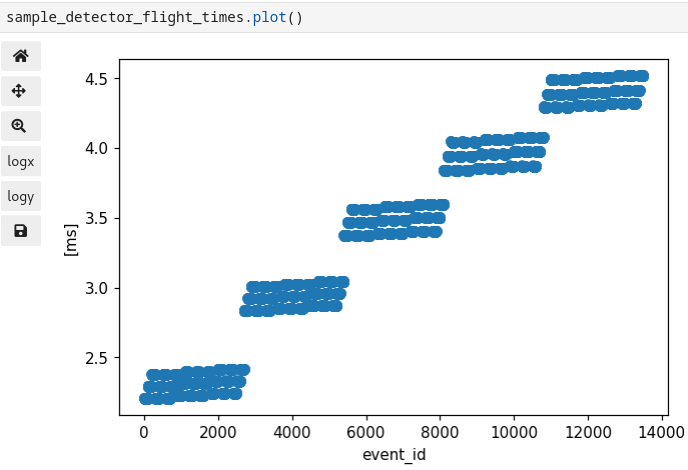 sample_detector_flight_times.plot()
logx
logy
[ms]
4.5
4.0
3.5
3.0
2.5
0 2000 4000 6000 8000 10000 12000 14000
event_id